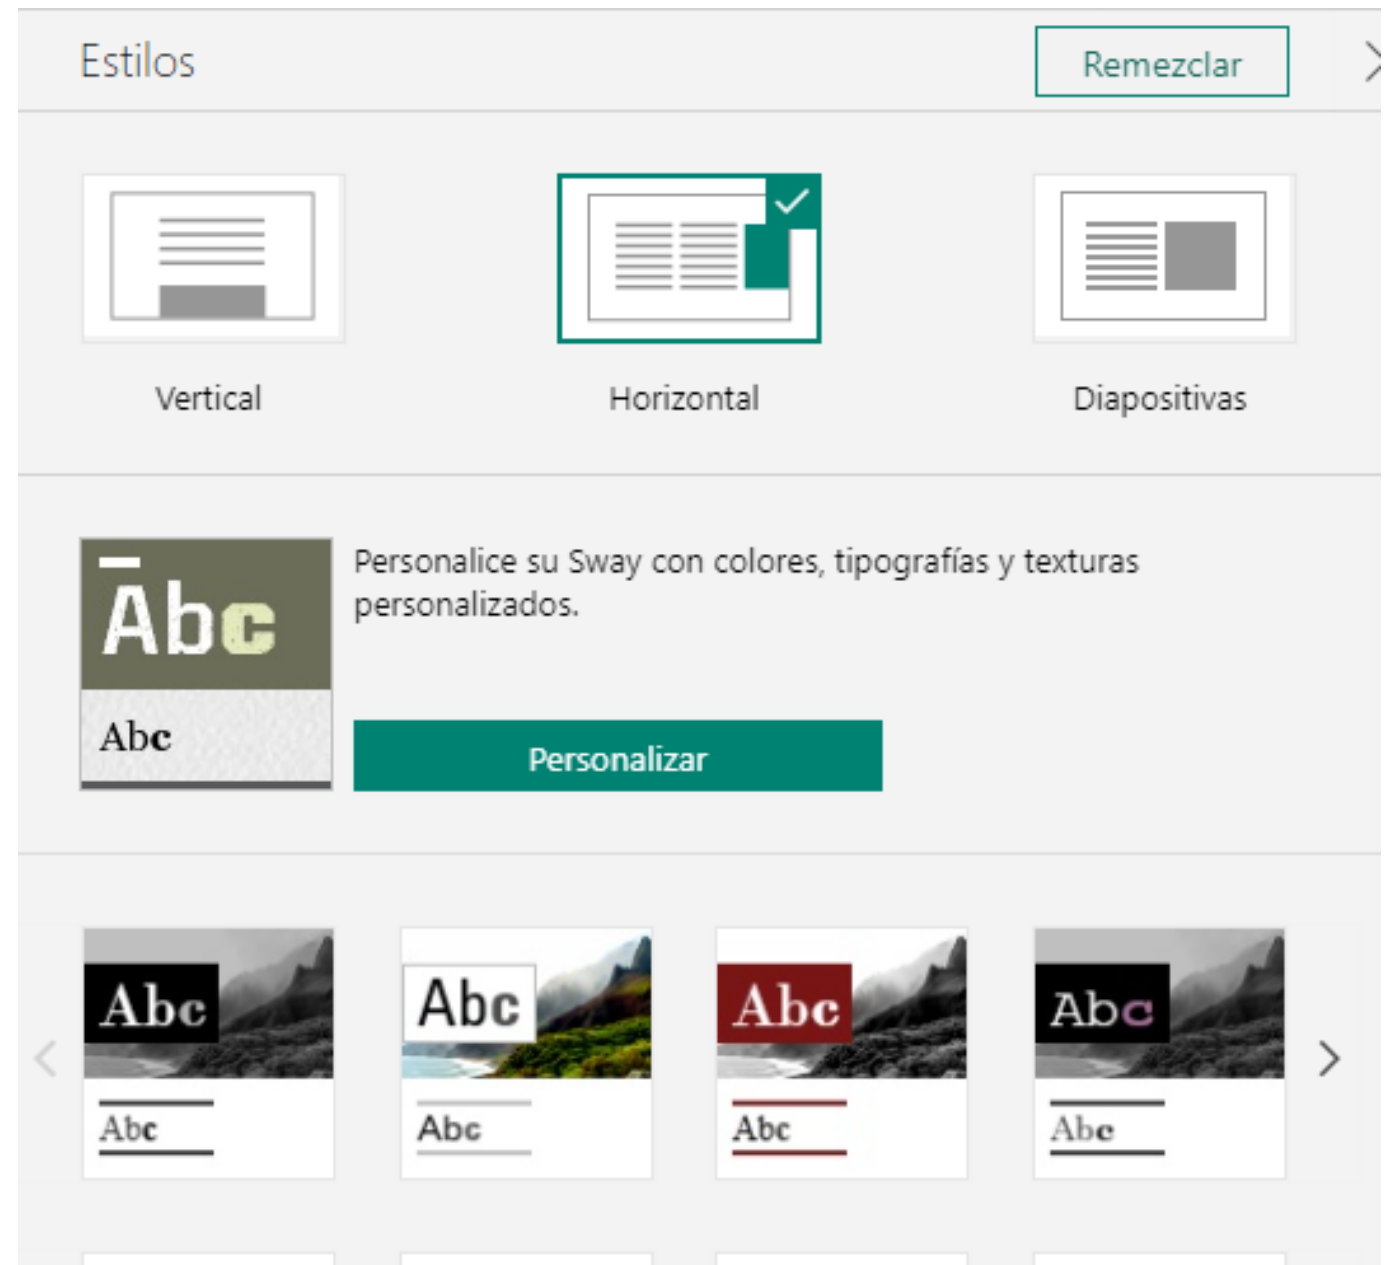 Estilos
Remezclar
Vertical
Horizontal
Diapositivas
Abc
Abc
Personalice su Sway con colores, tipografías y texturas
personalizados.
Personalizar
Abc
Abc
Abc
Abc
Abc
Abc
Abc
Abc